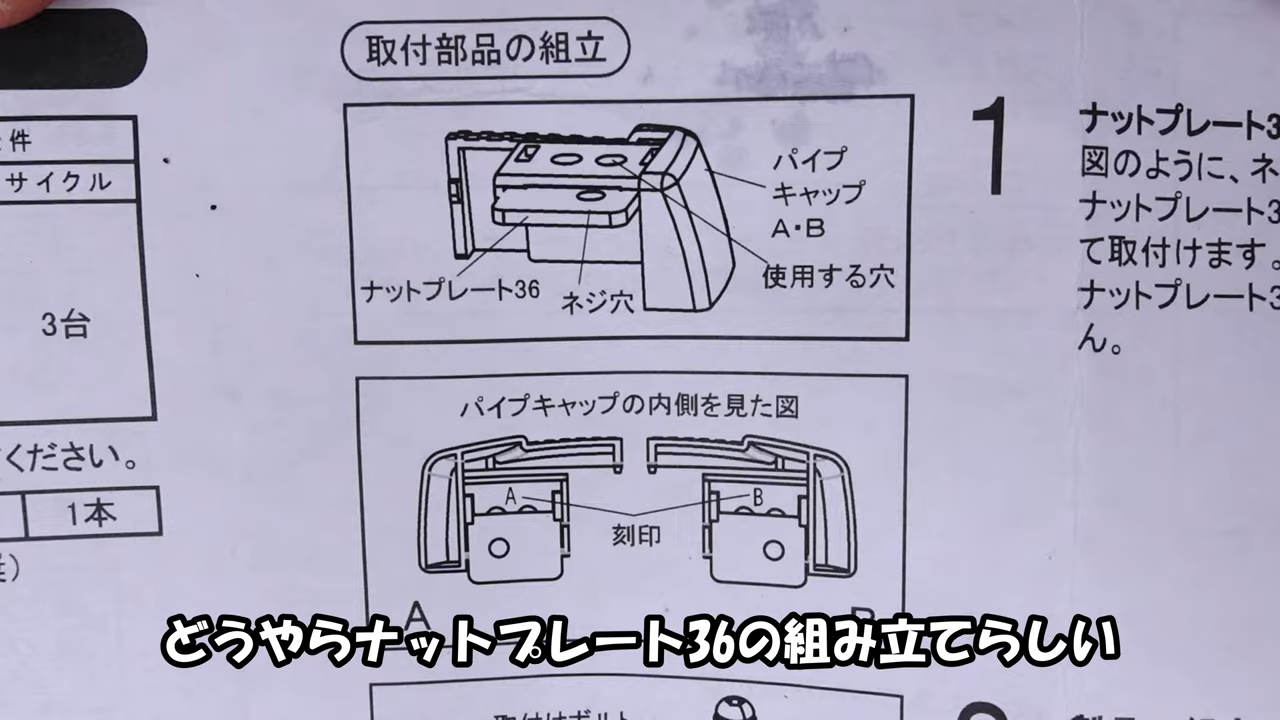 取付部品の組立
件
サイクル
3台
ください。
1本
パイプ
キャップ
A・B
使用する穴
ナットプレート36
ネジ穴
パイプキャップの内側を見た図
A
B
刻印
A
1
ナットプレート3
図のように、ネ
ナットプレート3
て取付けます。
ナットプレート3
ん。
どうやらナットプレート36の組み立てらしい